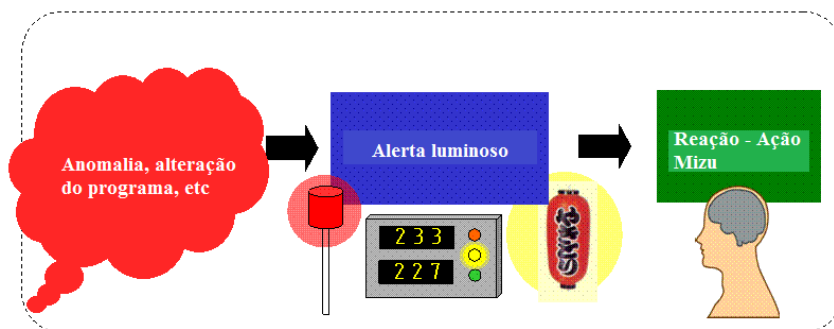 Anomalia, alteração
do programa, etc
Alerta luminoso
Reação - Ação
Mizu
233
227